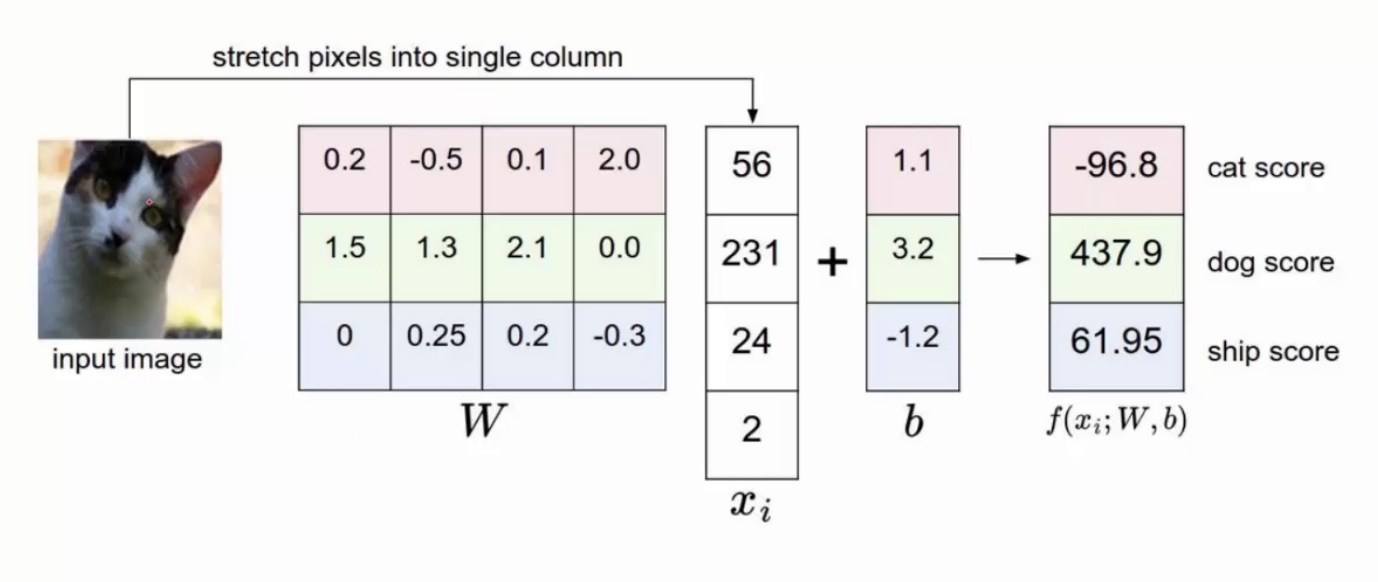 stretch pixels into single column
input image
0.2 -0.5 0.1 2.0
1.5 1.3 2.1 0.0
0 0.25 0.2 -0.3
W
56
231
24
2
x_i
+
1.1
3.2
-1.2
b
-96.8 cat score
437.9 dog score
61.95 ship score
f(x_i; W, b)